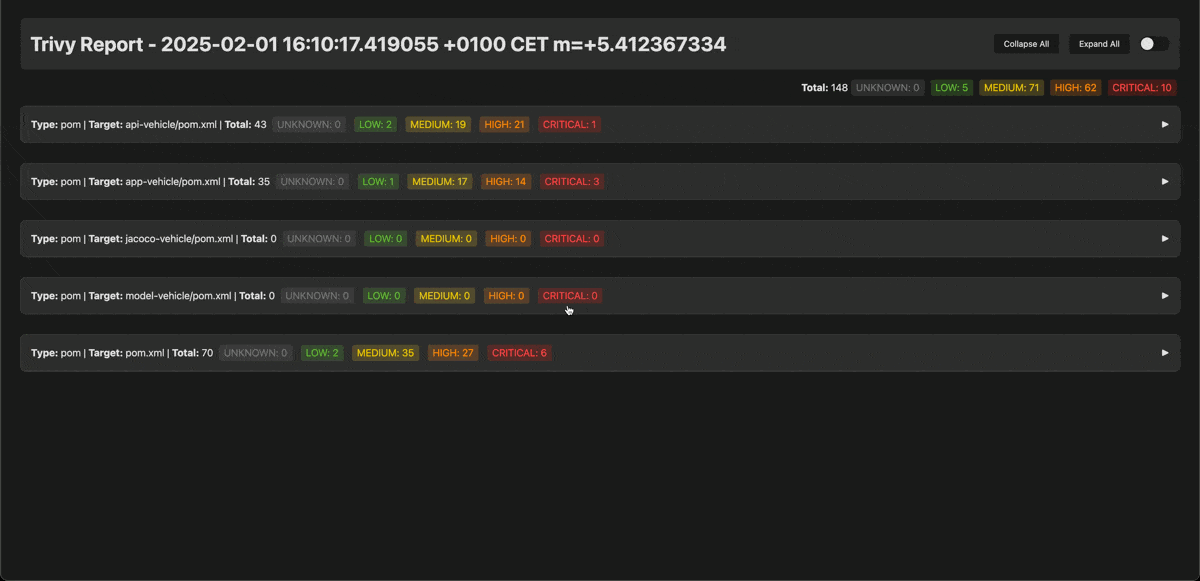 Trivy Report - 2025-02-01 16:10:17.419055 +0100 CET m=+5.412367334
Collapse All Expand All
Total: 148 UNKNOWN: 0 LOW: 5 MEDIUM: 71 HIGH: 62 CRITICAL: 10
Type: pom | Target: api-vehicle/pom.xml | Total: 43 UNKNOWN: 0 LOW: 2 MEDIUM: 19 HIGH: 21 CRITICAL: 1
Type: pom | Target: app-vehicle/pom.xml | Total: 35 UNKNOWN: 0 LOW: 1 MEDIUM: 17 HIGH: 14 CRITICAL: 3
Type: pom | Target: jacoco-vehicle/pom.xml | Total: 0 UNKNOWN: 0 LOW: 0 MEDIUM: 0 HIGH: 0 CRITICAL: 0
Type: pom | Target: model-vehicle/pom.xml | Total: 0 UNKNOWN: 0 LOW: 0 MEDIUM: 0 HIGH: 0 CRITICAL: 0
Type: pom | Target: pom.xml | Total: 70 UNKNOWN: 0 LOW: 2 MEDIUM: 35 HIGH: 27 CRITICAL: 6